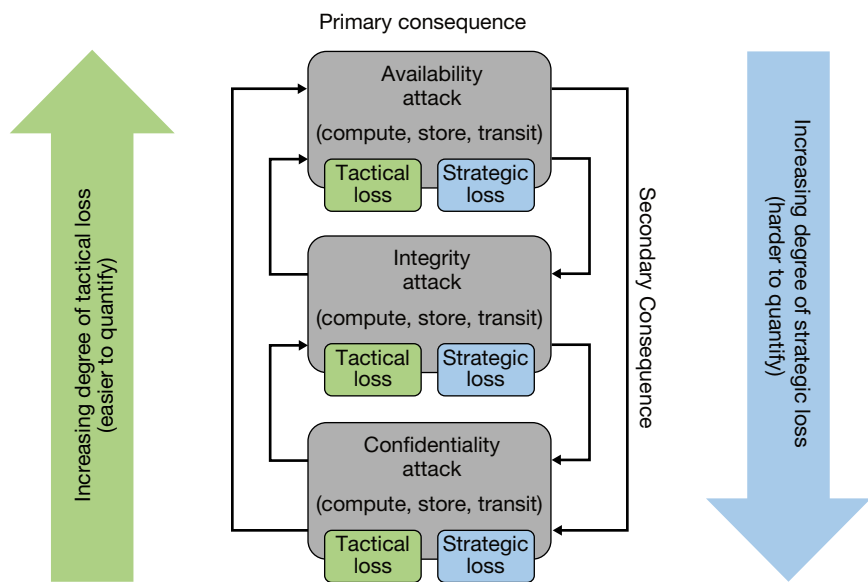 Primary consequence
Increasing degree of tactical loss
(easier to quantify)
Availability
attack
(compute, store, transit)
Tactical
loss
Strategic
loss
Integrity
attack
(compute, store, transit)
Tactical
loss
Strategic
loss
Confidentiality
attack
(compute, store, transit)
Tactical
loss
Strategic
loss
Secondary Consequence
Increasing degree of strategic loss
(harder to quantify)